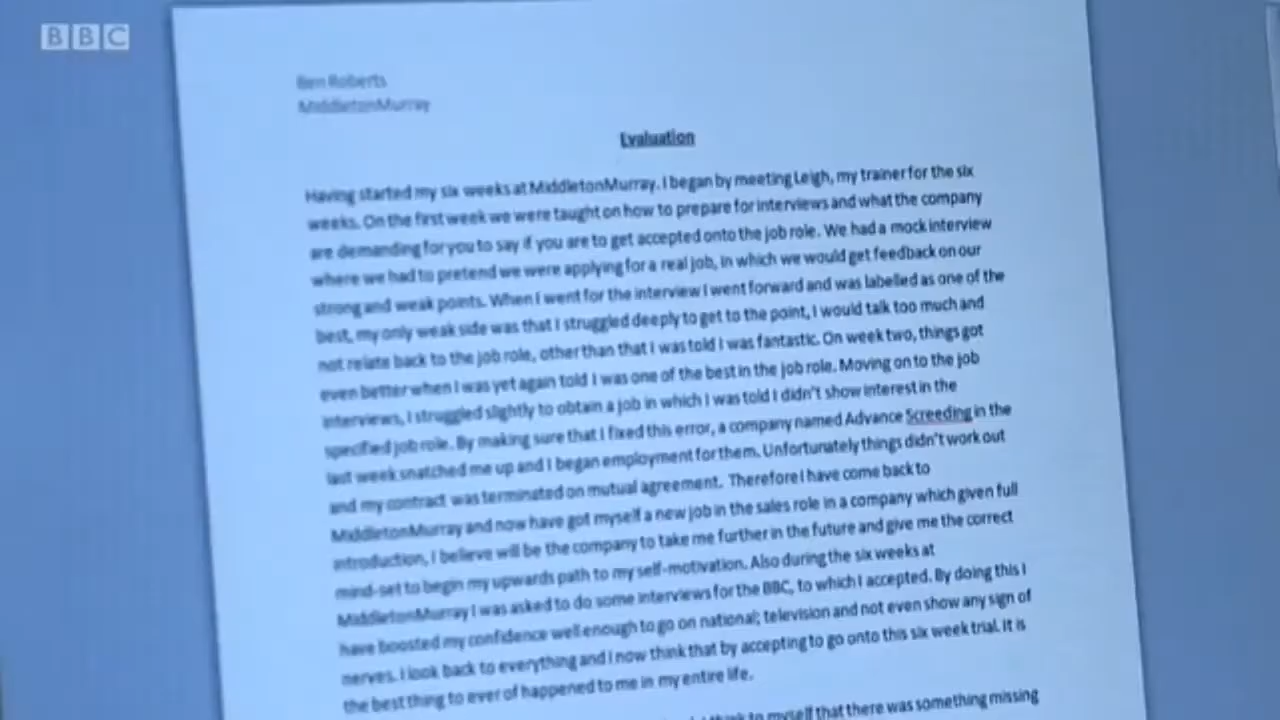 BBC
Ben Roberts
MiddletonMurray
Evaluation
Having started my six weeks at MiddletonMurray. I began by meeting Leigh, my trainer for the six
weeks. On the first week we were taught on how to prepare for interviews and what the company
are demanding for you to say if you are to get accepted onto the job role. We had a mock interview
where we had to pretend we were applying for a real job, in which we would get feedback on our
strong and weak points. When I went for the interview I went forward and was labelled as one of the
best, my only weak side was that I struggled deeply to get to the point, I would talk too much and
not relate back to the job role, other than that I was told I was fantastic. On week two, things got
even better when I was yet again told I was one of the best in the job role. Moving on to the job
interviews, I struggled slightly to obtain a job in which I was told I didn't show interest in the
specified job role. By making sure that I fixed this error, a company named Advance Screeding in the
last week snatched me up and I began employment for them. Unfortunately things didn't work out
and my contract was terminated on mutual agreement. Therefore I have come back to
MiddletonMurray and now have got myself a new job in the sales role in a company which given full
introduction, I believe will be the company to take me further in the future and give me the correct
mind-set to begin my upwards path to my self-motivation. Also during the six weeks at
MiddletonMurray I was asked to do some interviews for the BBC, to which I accepted. By doing this I
have boosted my confidence well enough to go on national; television and not even show any sign of
nerves. I look back to everything and I now think that by accepting to go onto this six week trial. It is
the best thing to ever of happened to me in my entire life.
think to myself that there was something missing